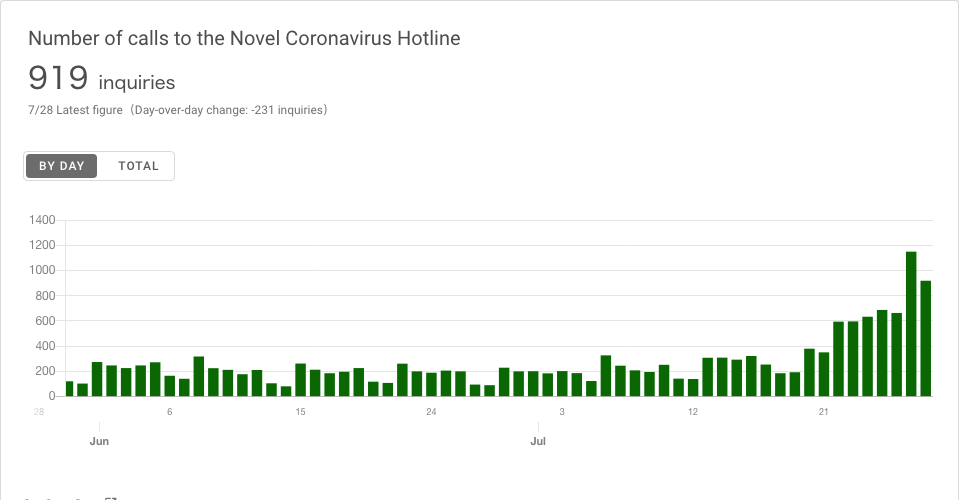 Number of calls to the Novel Coronavirus Hotline
919 inquiries
7/28 Latest figure（Day-over-day change: -231 inquiries）
BY DAY TOTAL
1400
1200
1000
800
600
400
200
0
28 6 15 24 3 12 21
Jun Jul